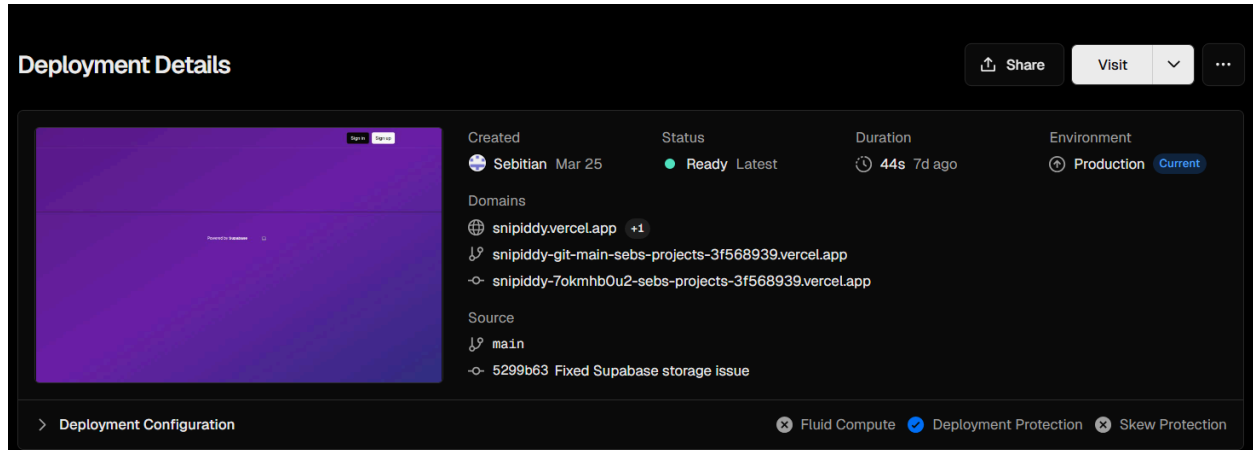 Deployment Details
Share
Visit
Sign in
Sign up
Powered by Supabase
Created
Status
Duration
Environment
Sebitian Mar 25
Ready Latest
44s 7d ago
Production Current
Domains
snipiddy.vercel.app +1
snipiddy-git-main-sebs-projects-3f568939.vercel.app
snipiddy-7okmhb0u2-sebs-projects-3f568939.vercel.app
Source
main
5299b63 Fixed Supabase storage issue
Deployment Configuration
Fluid Compute
Deployment Protection
Skew Protection